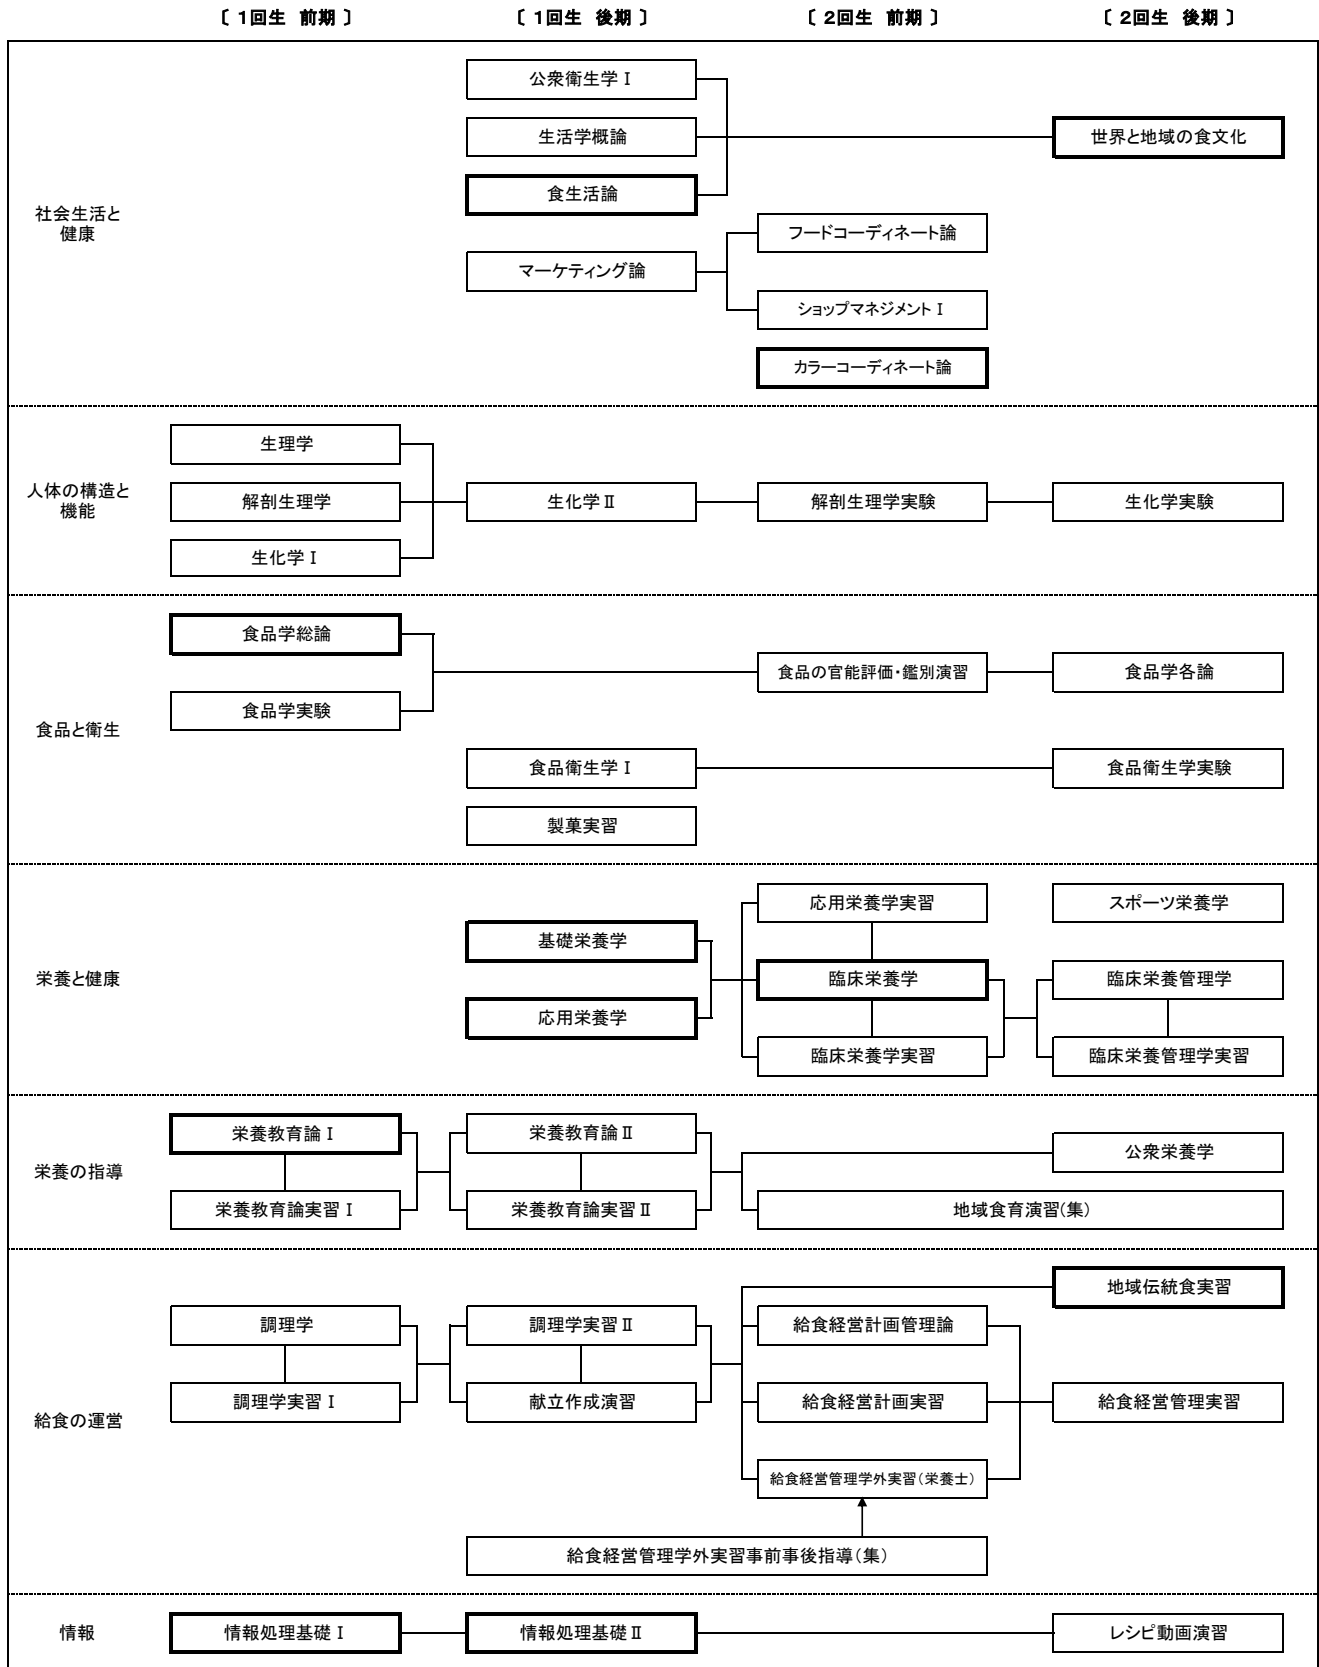 〔 1回生 前期 〕
〔 1回生 後期 〕
〔 2回生 前期 〕
〔 2回生 後期 〕
社会生活と
健康
公衆衛生学Ⅰ
生活学概論
世界と地域の食文化
食生活論
フードコーディネート論
マーケティング論
ショップマネジメントⅠ
カラーコーディネート論
人体の構造と
機能
生理学
解剖生理学
生化学Ⅱ
解剖生理学実験
生化学実験
生化学Ⅰ
食品と衛生
食品学総論
食品の官能評価・鑑別演習
食品学各論
食品学実験
食品衛生学Ⅰ
食品衛生学実験
製菓実習
栄養と健康
応用栄養学実習
スポーツ栄養学
基礎栄養学
臨床栄養学
臨床栄養管理学
応用栄養学
臨床栄養学実習
臨床栄養管理学実習
栄養の指導
栄養教育論Ⅰ
栄養教育論Ⅱ
公衆栄養学
栄養教育論実習Ⅰ
栄養教育論実習Ⅱ
地域食育演習(集)
給食の運営
地域伝統食実習
調理学
調理学実習Ⅱ
給食経営計画管理論
調理学実習Ⅰ
献立作成演習
給食経営計画実習
給食経営管理実習
給食経営管理学外実習(栄養士)
給食経営管理学外実習事前事後指導(集)
情報
情報処理基礎Ⅰ
情報処理基礎Ⅱ
レシピ動画演習